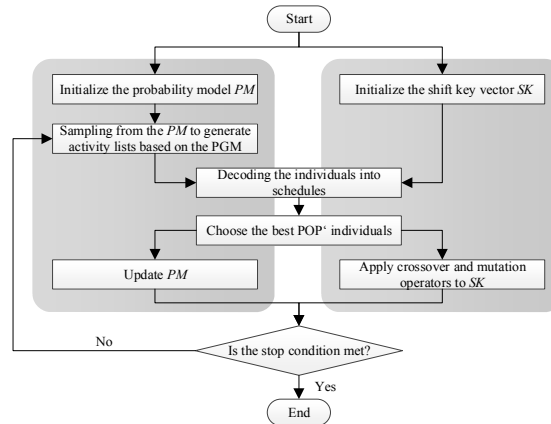 Start
Initialize the probability model PM
Initialize the shift key vector SK
Sampling from the PM to generate
activity lists based on the PGM
Decoding the individuals into
schedules
Choose the best POP‘ individuals
Update PM
Apply crossover and mutation
operators to SK
No
Is the stop condition met?
Yes
End